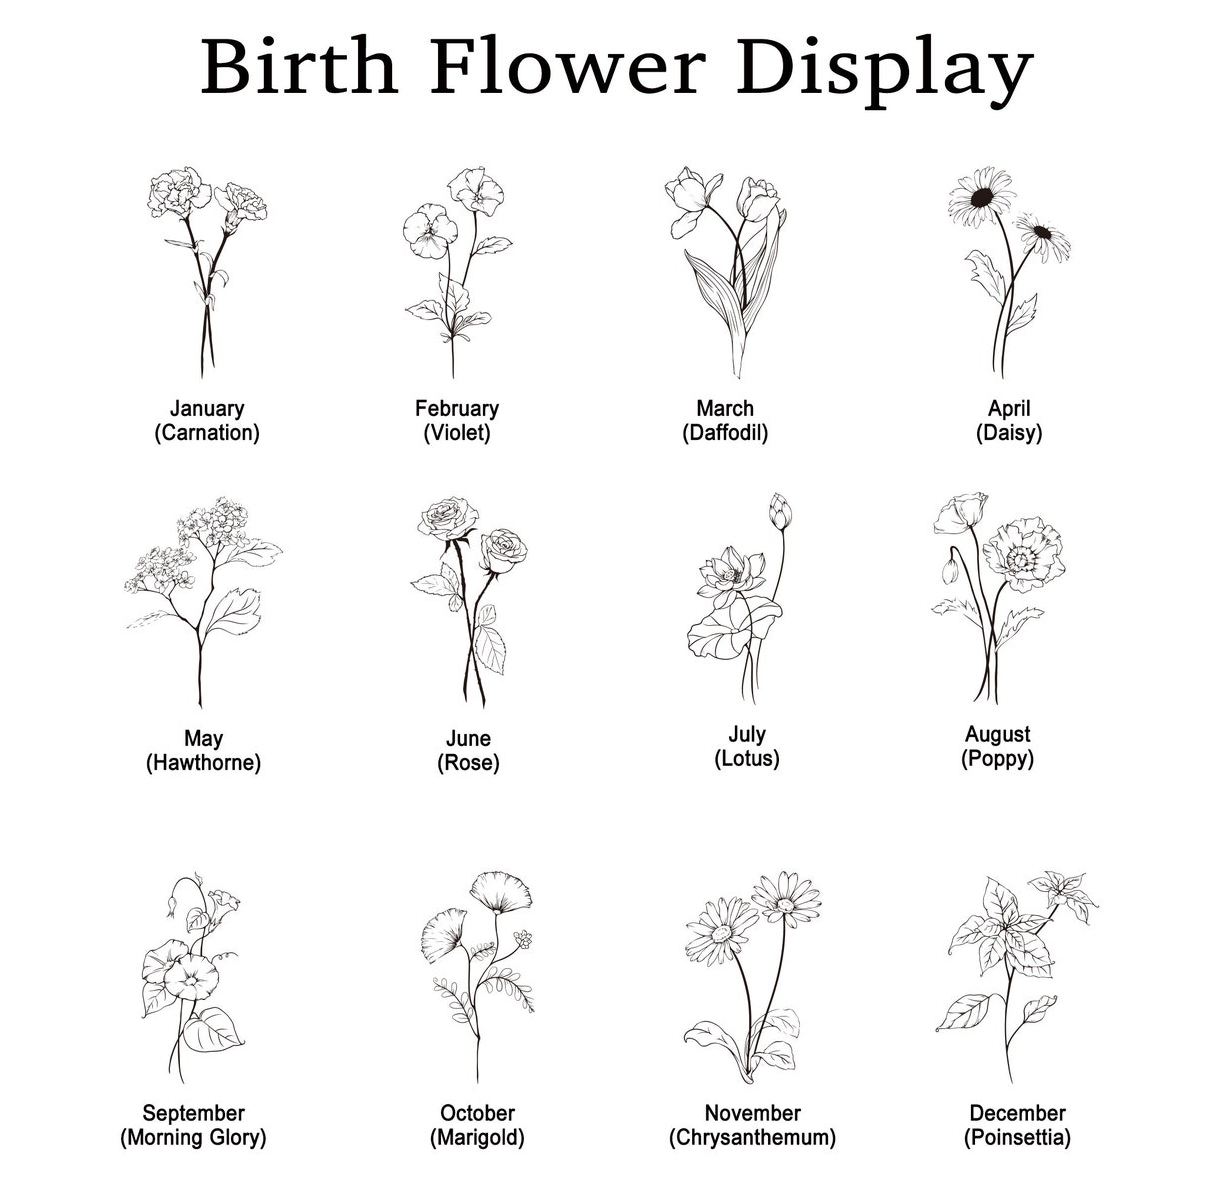 Birth Flower Display
January
(Carnation)
February
(Violet)
March
(Daffodil)
April
(Daisy)
May
(Hawthorne)
June
(Rose)
July
(Lotus)
August
(Poppy)
September
(Morning Glory)
October
(Marigold)
November
(Chrysanthemum)
December
(Poinsettia)